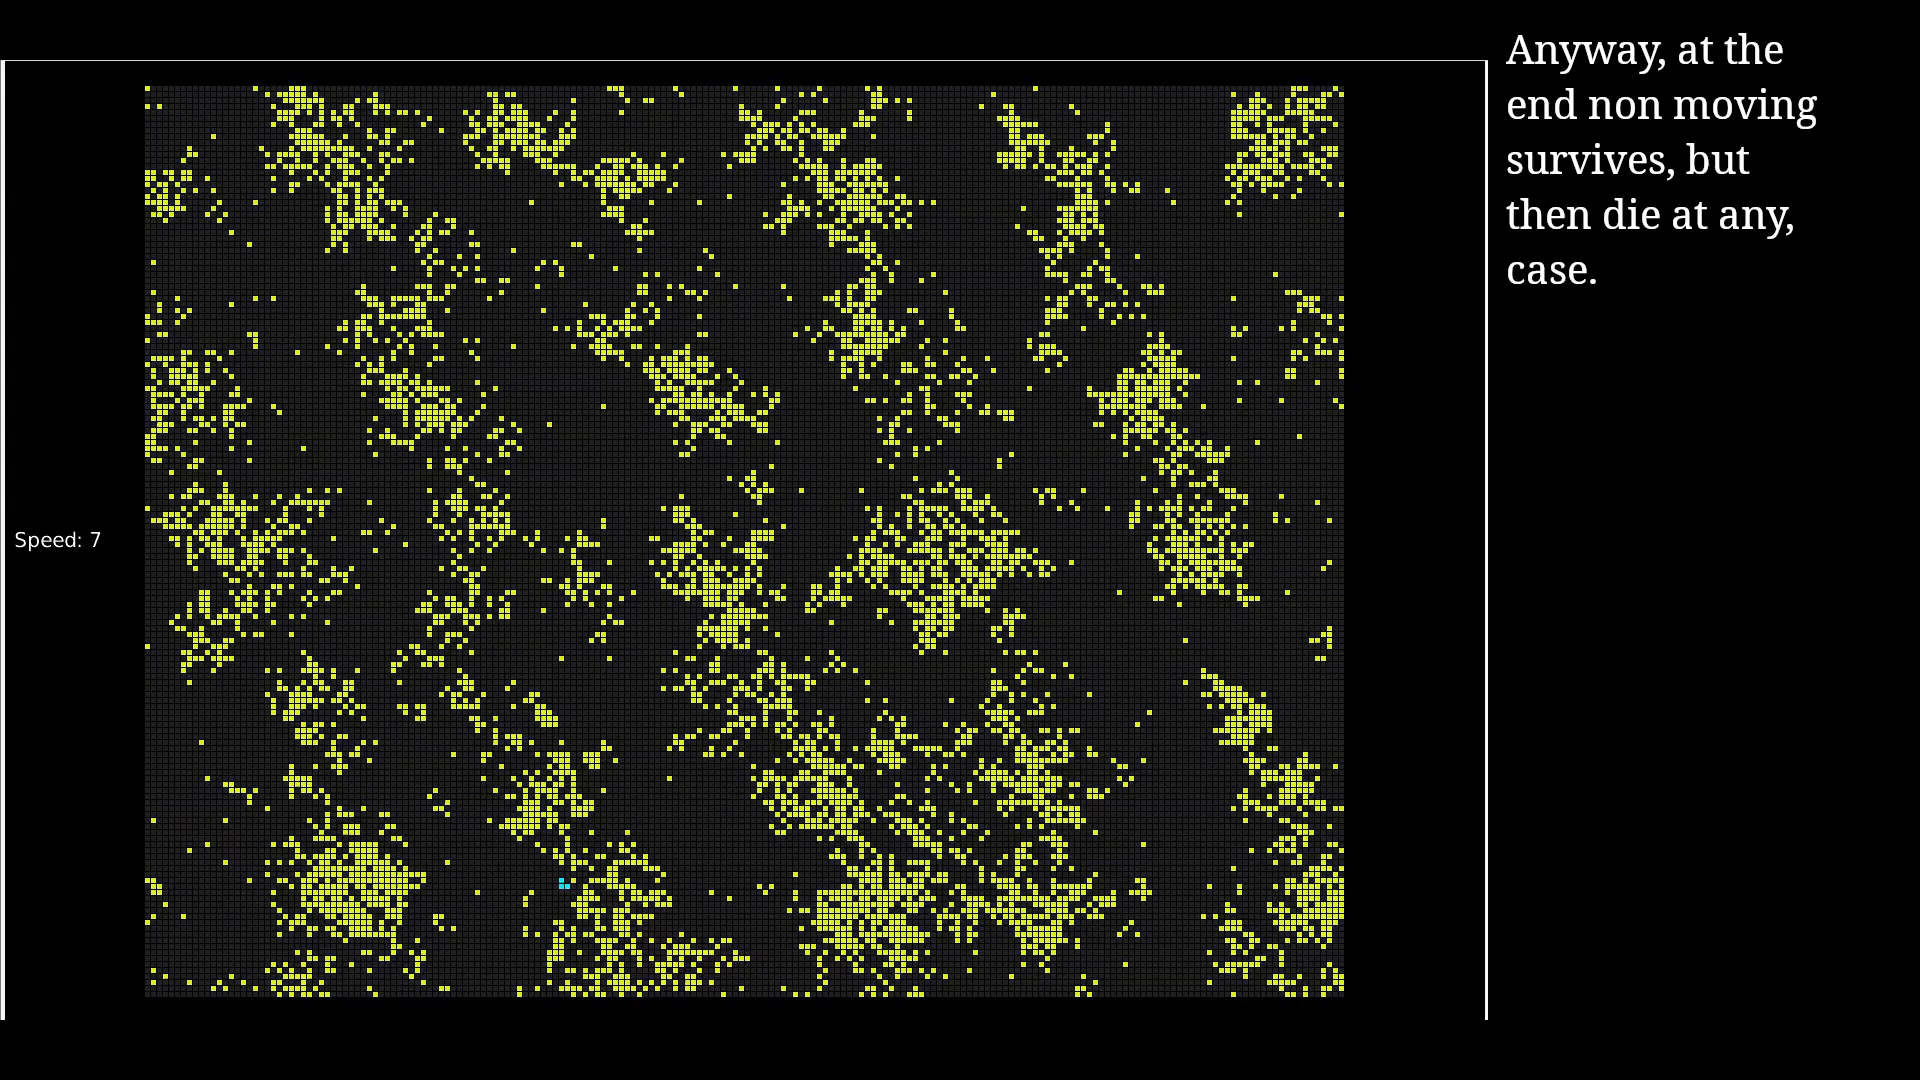 Anyway, at the
end non moving
survives, but
then die at any,
case.
Speed: 7